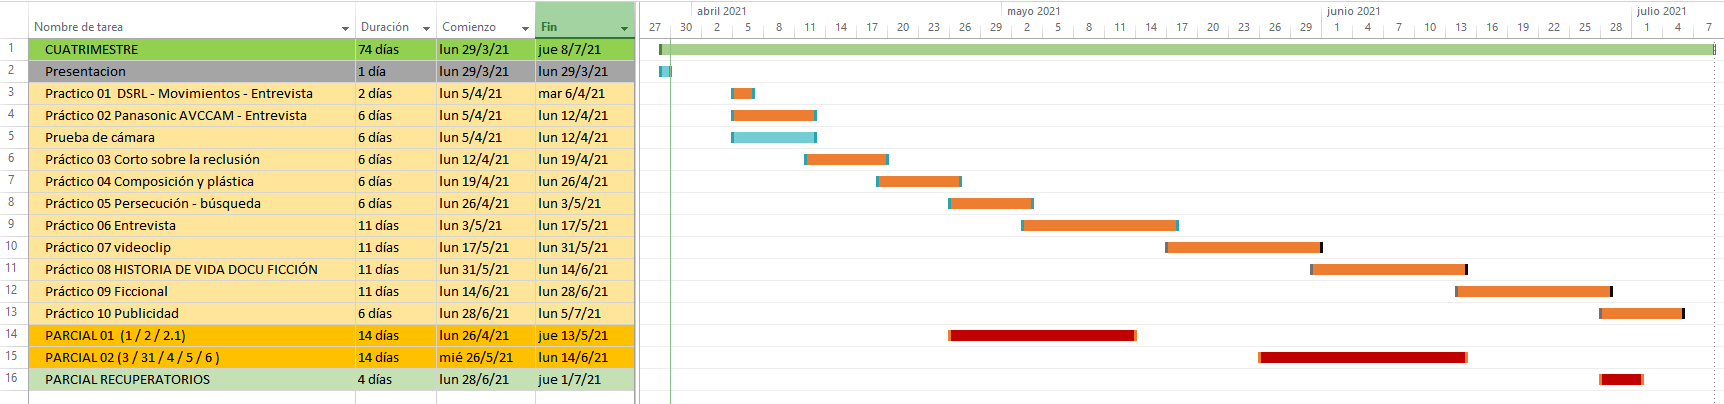 abril 2021 mayo 2021 junio 2021 julio 2021
Nombre de tarea Duración Comienzo Fin 27 30 2 5 8 11 14 17 20 23 26 29 2 5 8 11 14 17 20 23 26 29 1 4 7 10 13 16 19 22 25 28 1 4 7
1 CUATRIMESTRE 74 días lun 29/3/21 jue 8/7/21
2 Presentacion 1 día lun 29/3/21 lun 29/3/21
3 Practico 01 DSRL - Movimientos - Entrevista 2 días lun 5/4/21 mar 6/4/21
4 Práctico 02 Panasonic AVCCAM - Entrevista 6 días lun 5/4/21 lun 12/4/21
5 Prueba de cámara 6 días lun 5/4/21 lun 12/4/21
6 Práctico 03 Corto sobre la reclusión 6 días lun 12/4/21 lun 19/4/21
7 Práctico 04 Composición y plástica 6 días lun 19/4/21 lun 26/4/21
8 Práctico 05 Persecución - búsqueda 6 días lun 26/4/21 lun 3/5/21
9 Práctico 06 Entrevista 11 días lun 3/5/21 lun 17/5/21
10 Práctico 07 videoclip 11 días lun 17/5/21 lun 31/5/21
11 Práctico 08 HISTORIA DE VIDA DOCU FICCIÓN 11 días lun 31/5/21 lun 14/6/21
12 Práctico 09 Ficcional 11 días lun 14/6/21 lun 28/6/21
13 Práctico 10 Publicidad 6 días lun 28/6/21 lun 5/7/21
14 PARCIAL 01 (1 / 2 / 2.1) 14 días lun 26/4/21 jue 13/5/21
15 PARCIAL 02 (3 / 31 / 4 / 5 / 6 ) 14 días mié 26/5/21 lun 14/6/21
16 PARCIAL RECUPERATORIOS 4 días lun 28/6/21 jue 1/7/21